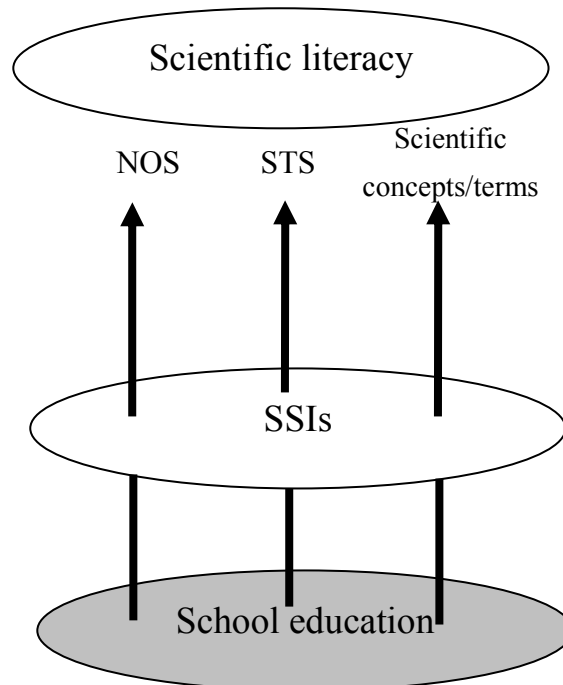 Scientific literacy
NOS
STS
Scientific
concepts/terms
SSIs
School education